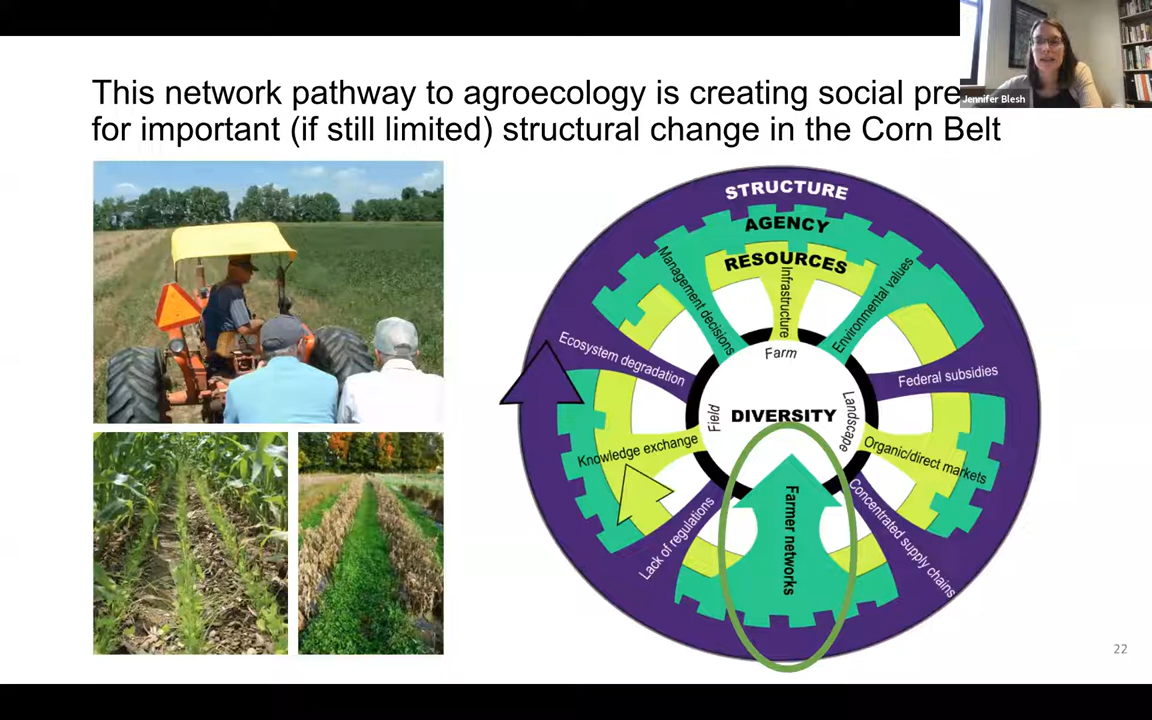 This network pathway to agroecology is creating social pre
for important (if still limited) structural change in the Corn Belt
Jennifer Blesh
STRUCTURE
AGENCY
RESOURCES
Management decisions
Infrastructure
Environmental values
Ecosystem degradation
Farm
Federal subsidies
Field
DIVERSITY
Landscape
Knowledge exchange
Organic/direct markets
Lack of regulations
Farmer networks
Concentrated supply chains
22